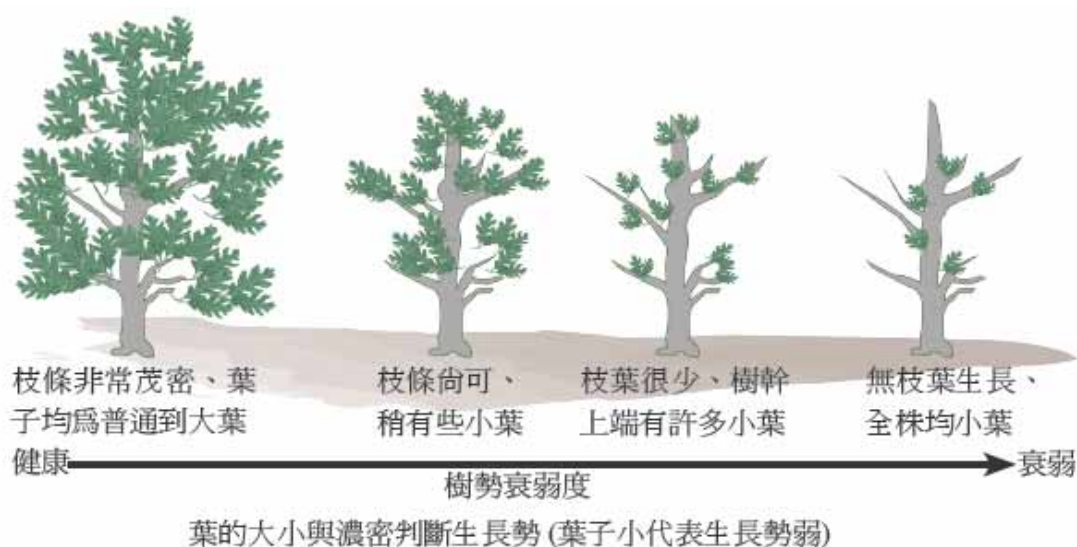 枝條非常茂密、葉
子均爲普通到大葉
枝條尙可、
稍有些小葉
枝葉很少、樹幹
上端有許多小葉
無枝葉生長、
全株均小葉
健康
衰弱
樹勢衰弱度
葉的大小與濃密判斷生長勢 (葉子小代表生長勢弱)